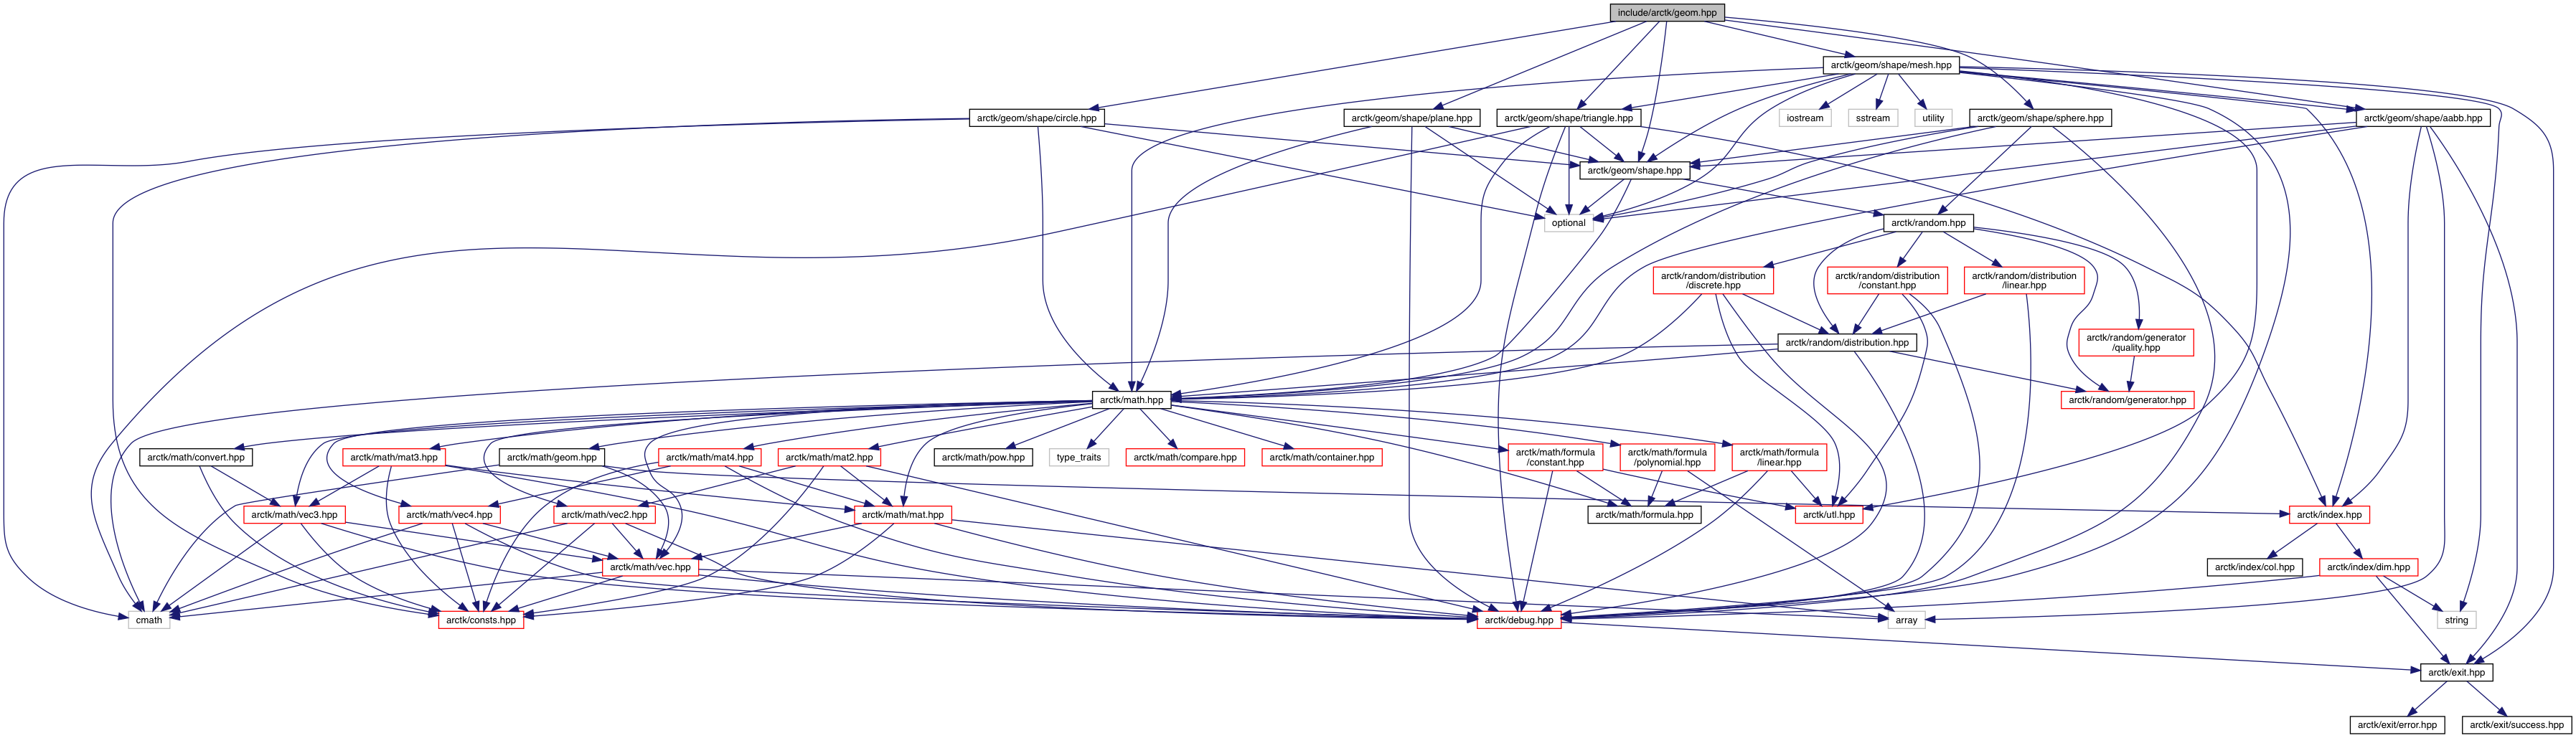 include/arctk/geom.hpp
arctk/geom/shape/mesh.hpp
arctk/geom/shape/circle.hpp
arctk/geom/shape/plane.hpp
arctk/geom/shape/triangle.hpp
iostream
sstream
utility
arctk/geom/shape/sphere.hpp
arctk/geom/shape/aabb.hpp
arctk/geom/shape.hpp
optional
arctk/random.hpp
arctk/random/distribution
/discrete.hpp
arctk/random/distribution
/constant.hpp
arctk/random/distribution
/linear.hpp
arctk/random/distribution.hpp
arctk/random/generator
/quality.hpp
arctk/math.hpp
arctk/random/generator.hpp
arctk/math/convert.hpp
arctk/math/mat3.hpp
arctk/math/geom.hpp
arctk/math/mat4.hpp
arctk/math/mat2.hpp
arctk/math/pow.hpp
type_traits
arctk/math/compare.hpp
arctk/math/container.hpp
arctk/math/formula
/constant.hpp
arctk/math/formula
/polynomial.hpp
arctk/math/formula
/linear.hpp
arctk/math/vec3.hpp
arctk/math/vec4.hpp
arctk/math/vec2.hpp
arctk/math/mat.hpp
arctk/math/formula.hpp
arctk/utl.hpp
arctk/index.hpp
arctk/math/vec.hpp
arctk/index/col.hpp
arctk/index/dim.hpp
cmath
arctk/consts.hpp
arctk/debug.hpp
array
string
arctk/exit.hpp
arctk/exit/error.hpp
arctk/exit/success.hpp